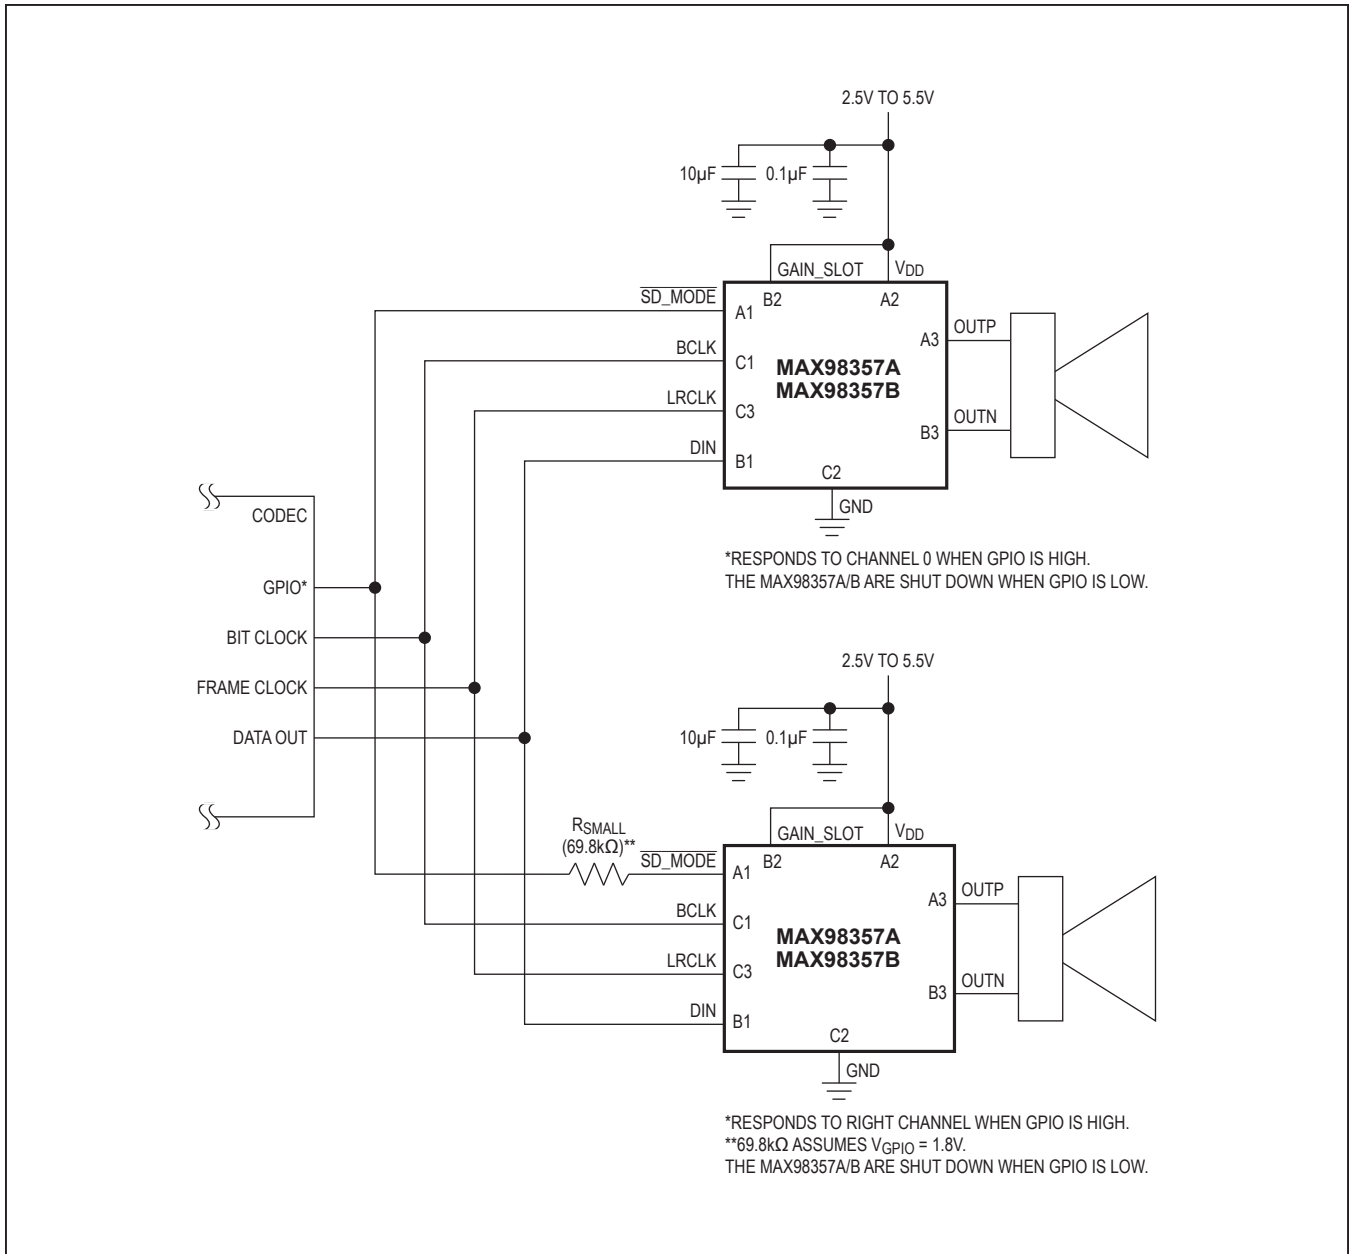 2.5V TO 5.5V
10µF
0.1µF
GAIN_SLOT
VDD
SD_MODE
B2
A2
A1
OUTP
A3
BCLK
C1
MAX98357A
MAX98357B
LRCLK
C3
OUTN
B3
DIN
B1
C2
GND
CODEC
*RESPONDS TO CHANNEL 0 WHEN GPIO IS HIGH.
THE MAX98357A/B ARE SHUT DOWN WHEN GPIO IS LOW.
GPIO*
BIT CLOCK
FRAME CLOCK
DATA OUT
2.5V TO 5.5V
10µF
0.1µF
RSMALL
(69.8kΩ)**
GAIN_SLOT
VDD
SD_MODE
B2
A2
A1
OUTP
A3
BCLK
C1
MAX98357A
MAX98357B
LRCLK
C3
OUTN
B3
DIN
B1
C2
GND
*RESPONDS TO RIGHT CHANNEL WHEN GPIO IS HIGH.
**69.8kΩ ASSUMES VGPIO = 1.8V.
THE MAX98357A/B ARE SHUT DOWN WHEN GPIO IS LOW.